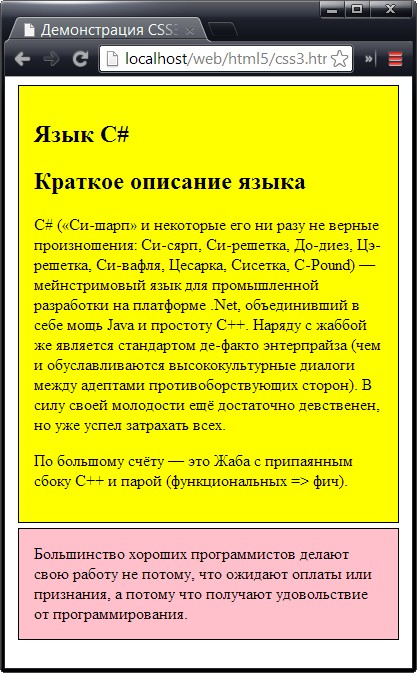 Демонстрация CSS3
localhost/web/html5/css3.htr
»
Язык C#
Краткое описание языка
C# («Си-шарп» и некоторые его ни разу не верные
произношения: Си-сярп, Си-решетка, До-диез, Цэ-
решетка, Си-вафля, Цесарка, Сисетка, C-Pound) —
мейнстримовый язык для промышленной
разработки на платформе .Net, объединивший в
себе мощь Java и простоту C++. Наряду с жаббой
же является стандартом де-факто энтерпрайза (чем
и обуславливаются высококультурные диалоги
между адептами противоборствующих сторон). В
силу своей молодости ещё достаточно девственен,
но уже успел затрахать всех.
По большому счёту — это Жаба с припаянным
сбоку C++ и парой (функциональных => фич).
Большинство хороших программистов делают
свою работу не потому, что ожидают оплаты или
признания, а потому что получают удовольствие
от программирования.